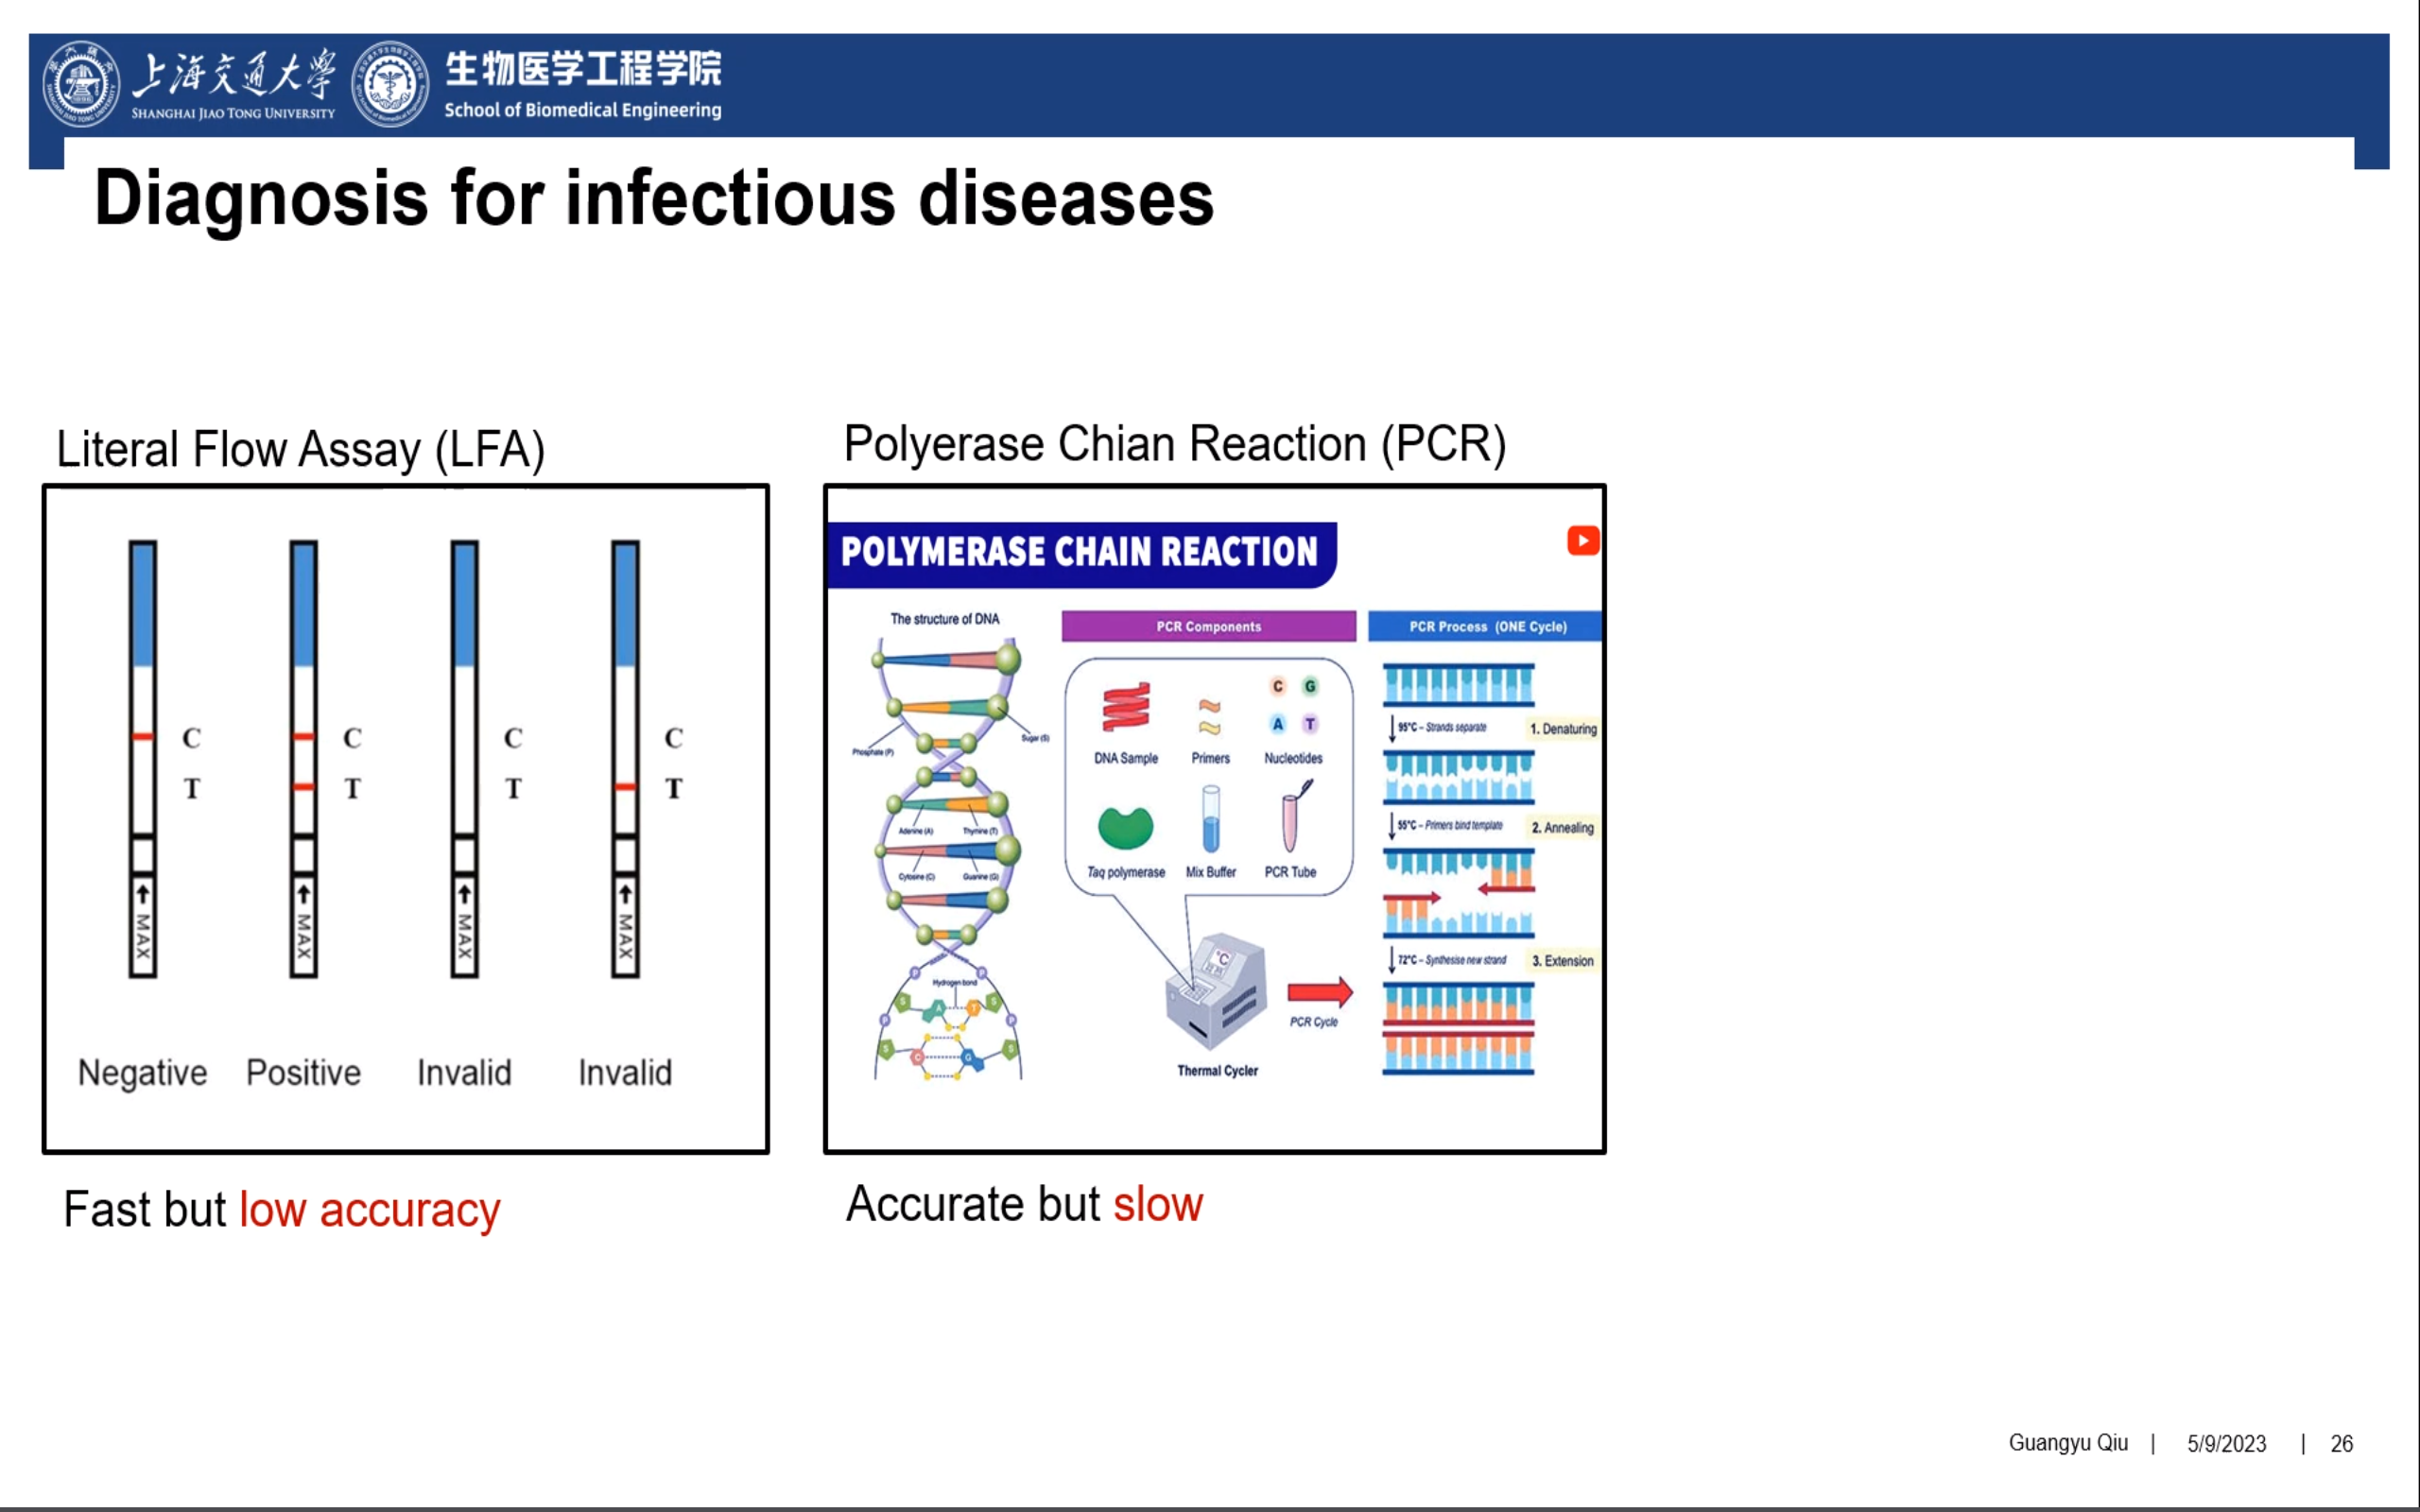 上海交通大学
SHANGHAI JIAO TONG UNIVERSITY
生物医学工程学院
School of Biomedical Engineering
Diagnosis for infectious diseases
Literal Flow Assay (LFA)
C
T
C
T
C
T
C
T
MAX
MAX
MAX
MAX
Negative
Positive
Invalid
Invalid
Fast but low accuracy
Polyerase Chian Reaction (PCR)
POLYMERASE CHAIN REACTION
The structure of DNA
Phosphate (P)
Sugar (S)
Adenine (A)
Thymine (T)
Cytosine (C)
Guanine (G)
Hydrogen bond
P
P
S
A
T
S
P
P
S
C
G
S
PCR Components
C
G
A
T
DNA Sample
Primers
Nucleotides
Taq polymerase
Mix Buffer
PCR Tube
°C
Thermal Cycler
PCR Cycle
PCR Process (ONE Cycle)
95°C – Strands separate
1. Denaturing
55°C – Primers bind template
2. Annealing
72°C – Synthesise new strand
3. Extension
Accurate but slow
Guangyu Qiu | 5/9/2023 | 26